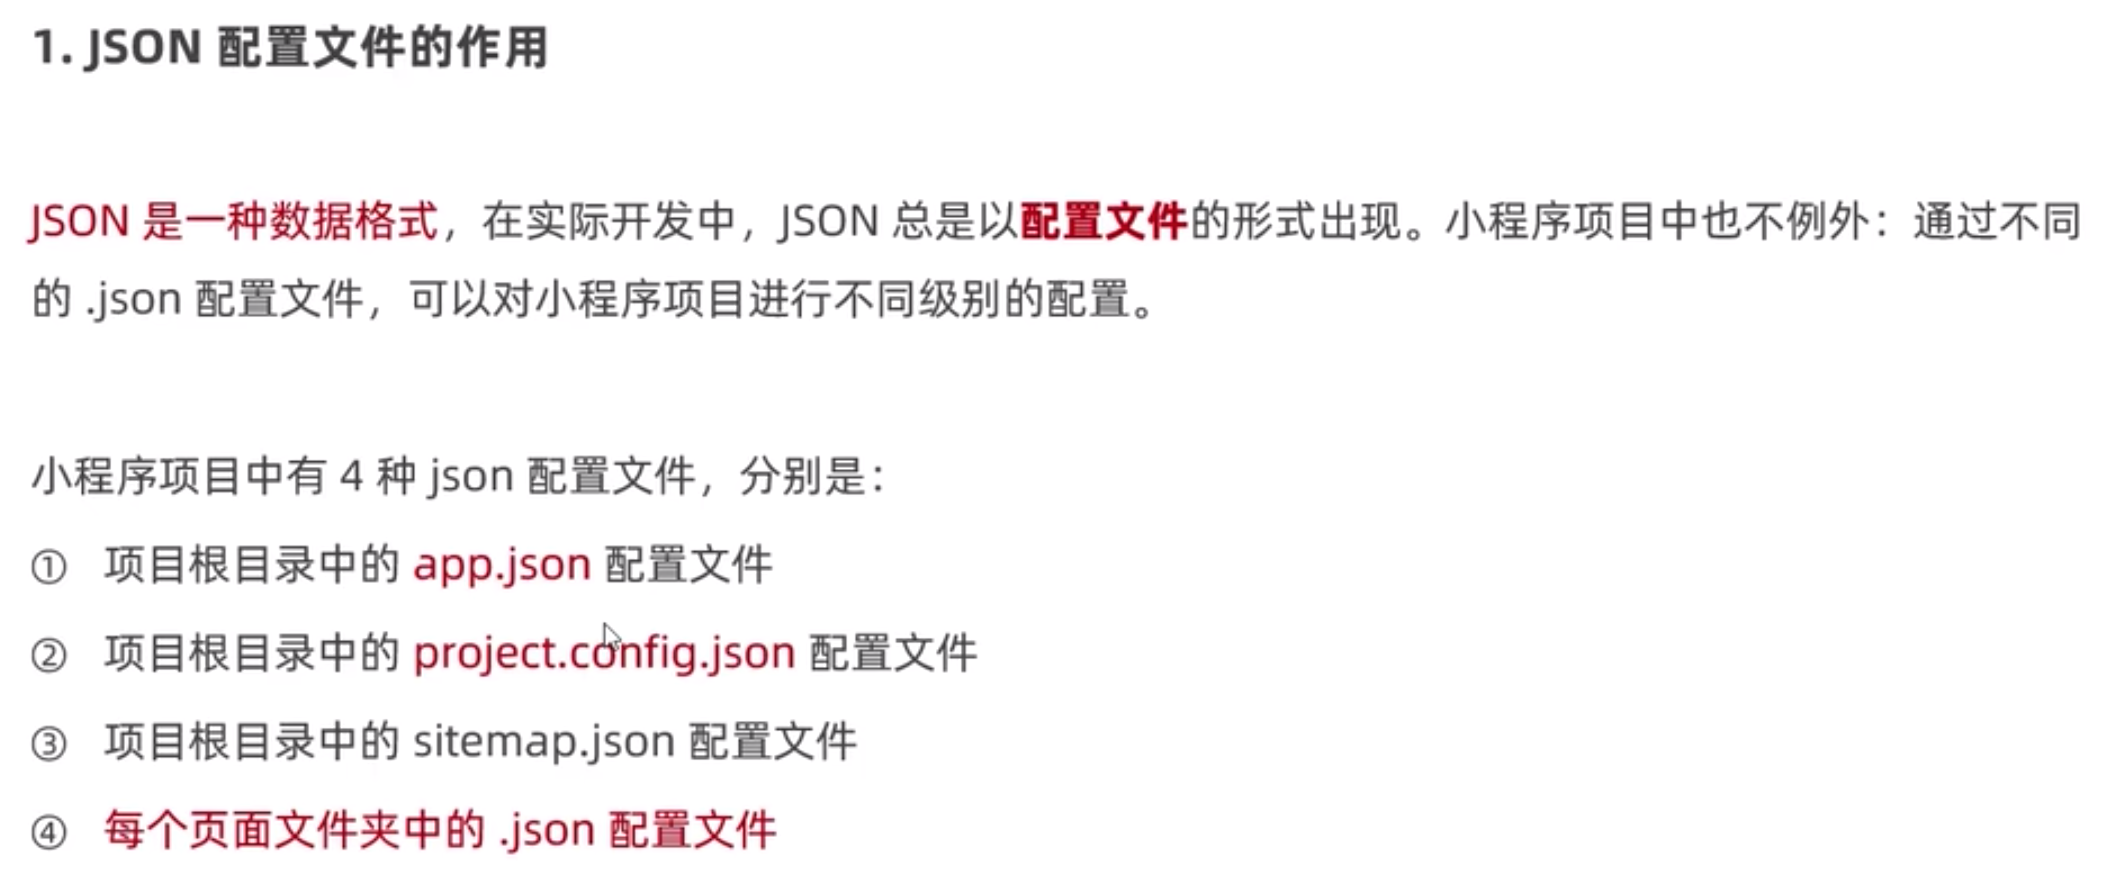 1. JSON 配置文件的作用
JSON 是一种数据格式，在实际开发中，JSON 总是以配置文件的形式出现。小程序项目中也不例外：通过不同
的 .json 配置文件，可以对小程序项目进行不同级别的配置。
小程序项目中有 4 种 json 配置文件，分别是：
① 项目根目录中的 app.json 配置文件
② 项目根目录中的 project.config.json 配置文件
③ 项目根目录中的 sitemap.json 配置文件
④ 每个页面文件夹中的 .json 配置文件